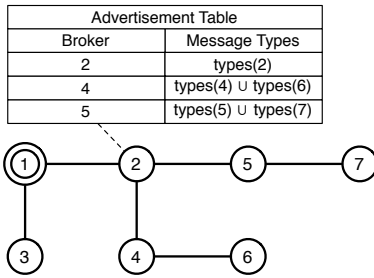 Advertisement Table
Broker Message Types
2 types(2)
4 types(4) ∪ types(6)
5 types(5) ∪ types(7)
1 2 5 7
3 4 6